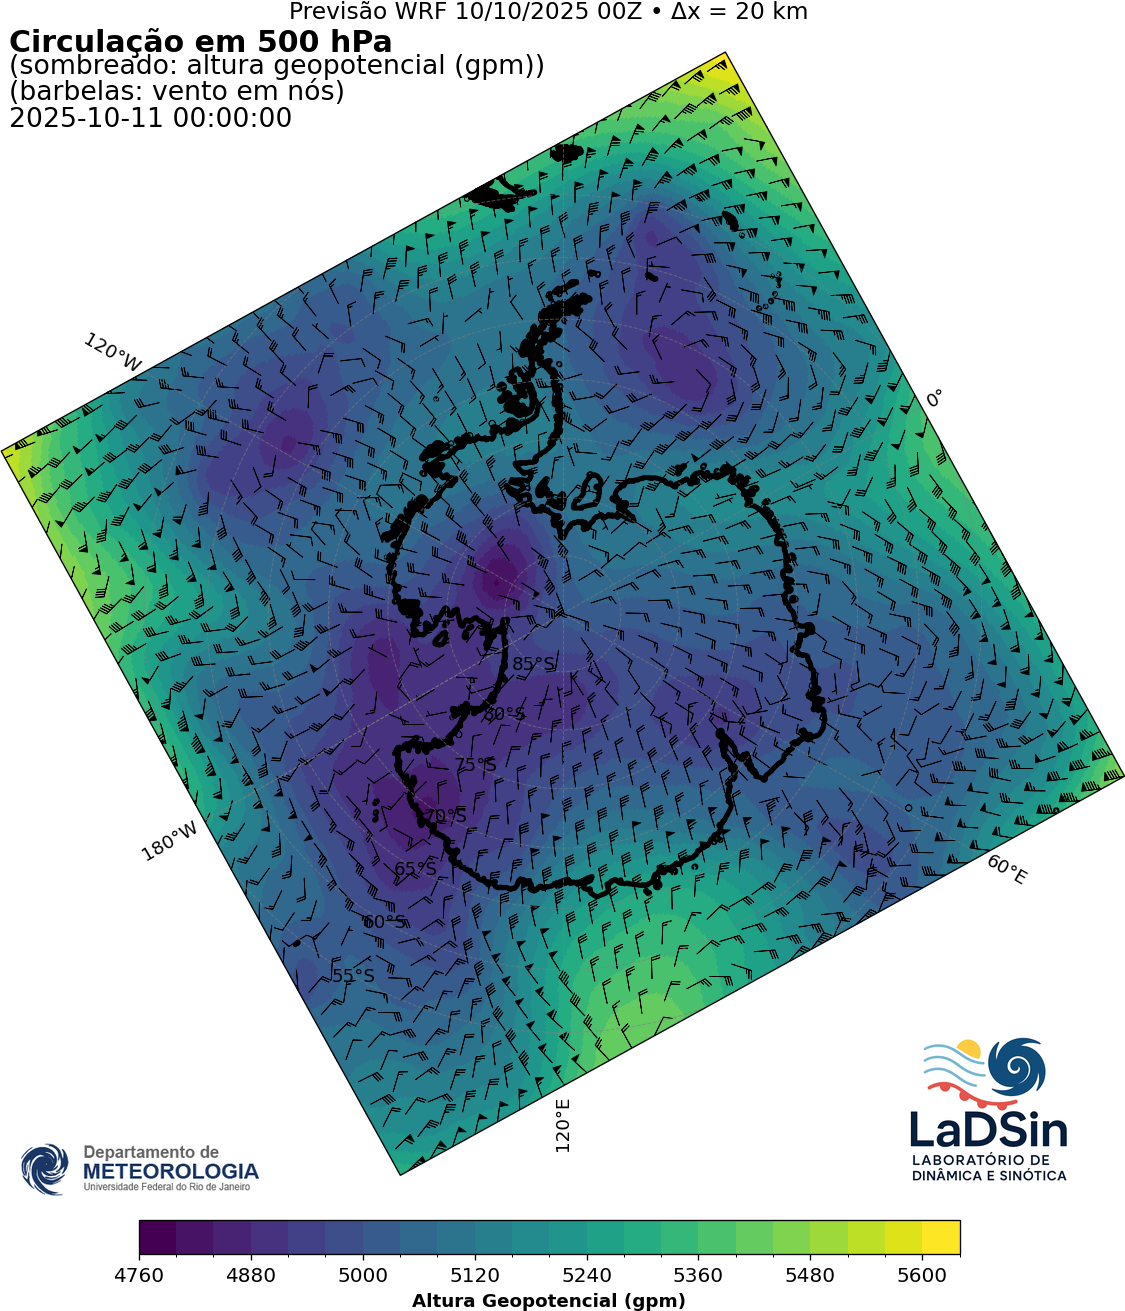 Previsão WRF 10/10/2025 00Z • Δx = 20 km
Circulação em 500 hPa
(sombreado: altura geopotencial (gpm))
(barbelas: vento em nós)
2025-10-11 00:00:00
120°W
0°
85°S
80°S
75°S
70°S
180°W
65°S
60°E
60°S
55°S
120°E
LaDSin
LABORATÓRIO DE
DINÂMICA E SINÓTICA
Departamento de
METEOROLOGIA
Universidade Federal do Rio de Janeiro
4760 4880 5000 5120 5240 5360 5480 5600
Altura Geopotencial (gpm)